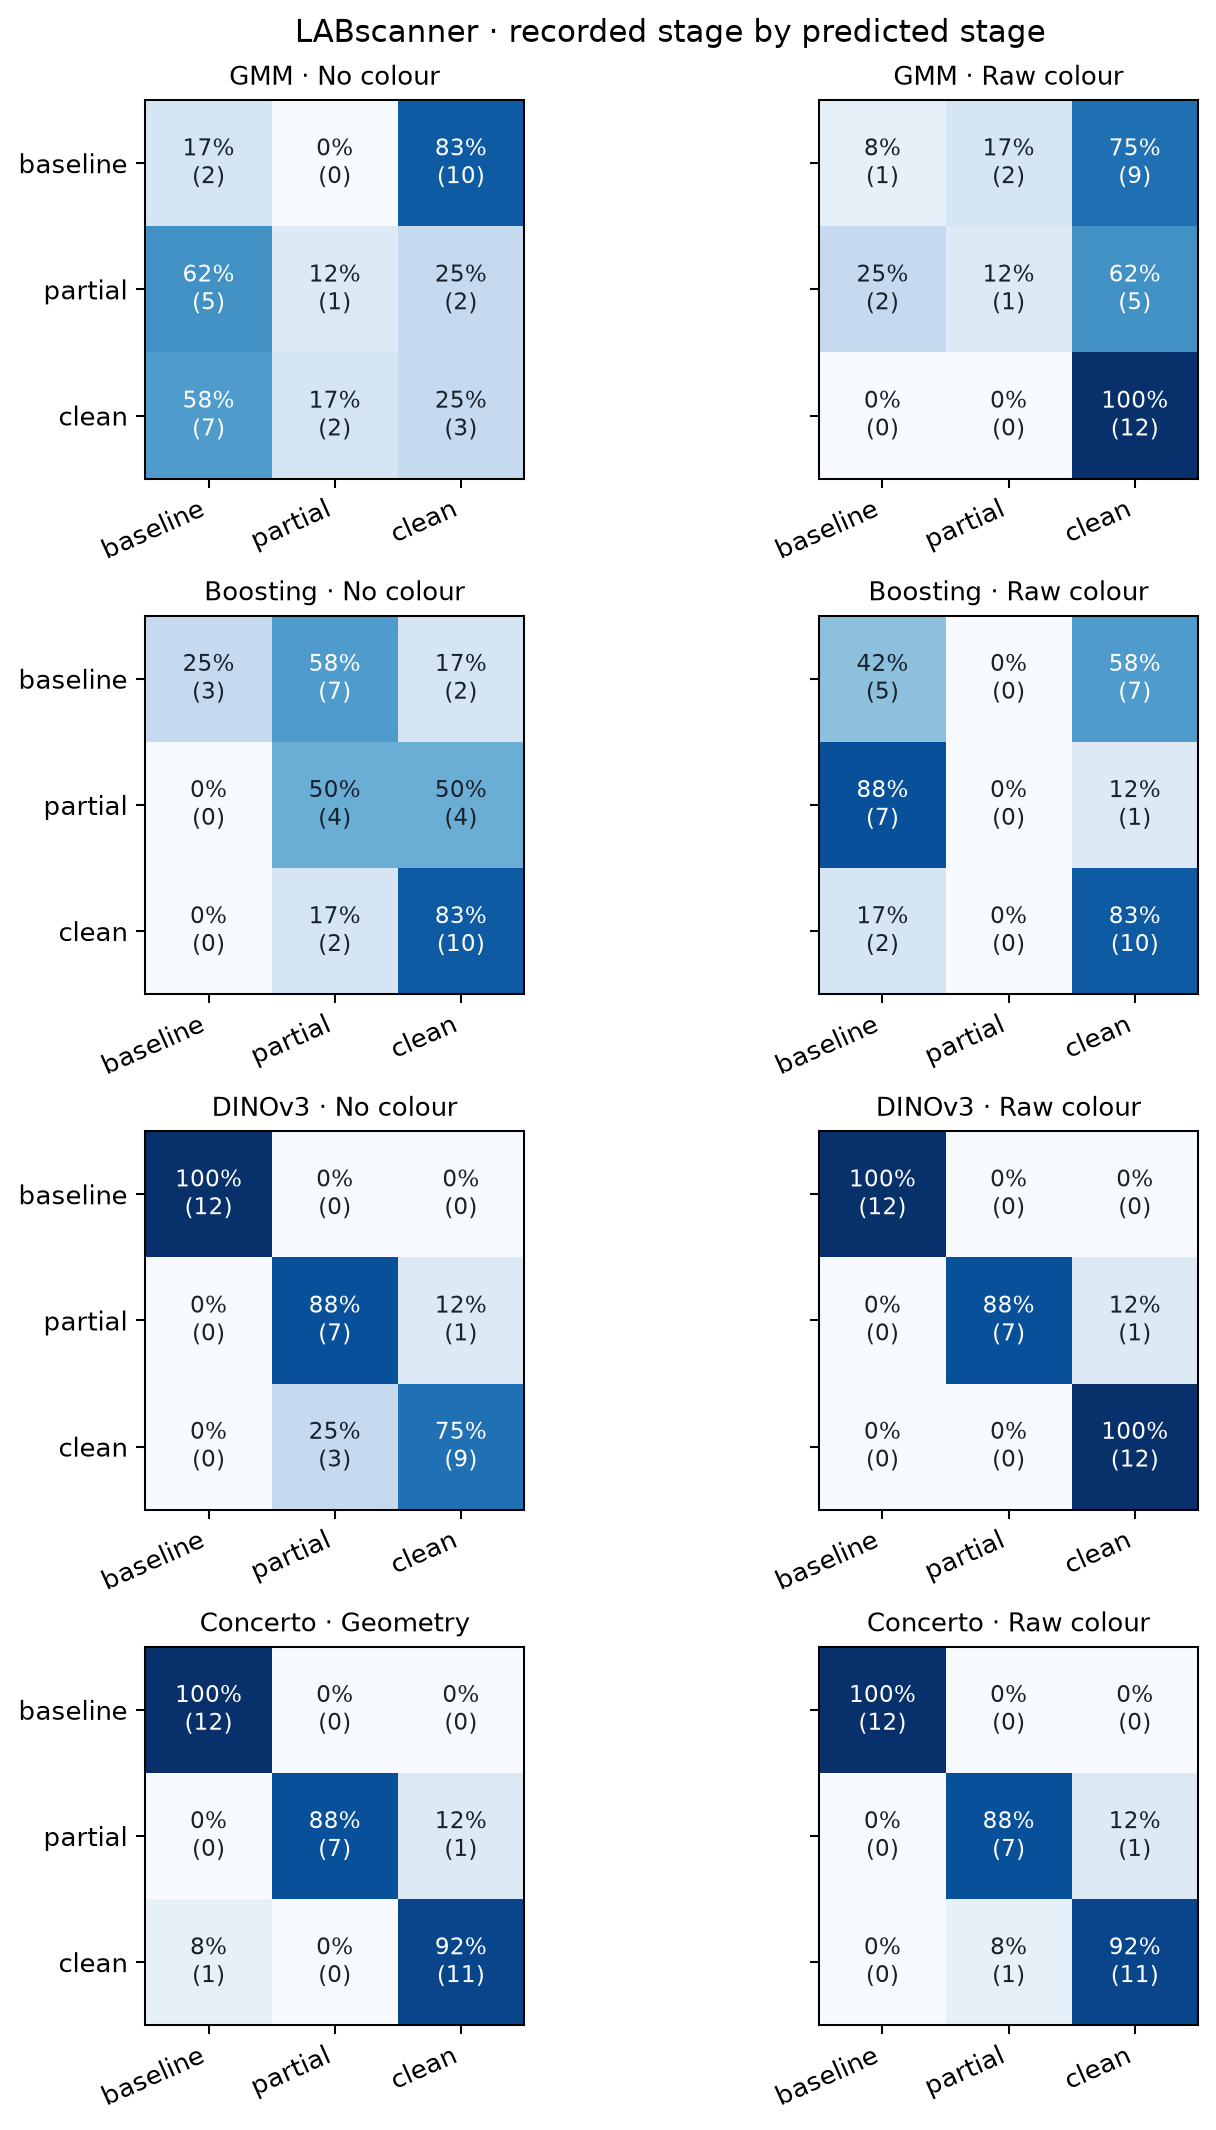 LABscanner · recorded stage by predicted stage
GMM · No colour
GMM · Raw colour
baseline
17% 0% 83%
(2) (0) (10)
8% 17% 75%
(1) (2) (9)
partial
62% 12% 25%
(5) (1) (2)
25% 12% 62%
(2) (1) (5)
clean
58% 17% 25%
(7) (2) (3)
0% 0% 100%
(0) (0) (12)
baseline partial clean
baseline partial clean
Boosting · No colour
Boosting · Raw colour
baseline
25% 58% 17%
(3) (7) (2)
42% 0% 58%
(5) (0) (7)
partial
0% 50% 50%
(0) (4) (4)
88% 0% 12%
(7) (0) (1)
clean
0% 17% 83%
(0) (2) (10)
17% 0% 83%
(2) (0) (10)
baseline partial clean
baseline partial clean
DINOv3 · No colour
DINOv3 · Raw colour
baseline
100% 0% 0%
(12) (0) (0)
100% 0% 0%
(12) (0) (0)
partial
0% 88% 12%
(0) (7) (1)
0% 88% 12%
(0) (7) (1)
clean
0% 25% 75%
(0) (3) (9)
0% 0% 100%
(0) (0) (12)
baseline partial clean
baseline partial clean
Concerto · Geometry
Concerto · Raw colour
baseline
100% 0% 0%
(12) (0) (0)
100% 0% 0%
(12) (0) (0)
partial
0% 88% 12%
(0) (7) (1)
0% 88% 12%
(0) (7) (1)
clean
8% 0% 92%
(1) (0) (11)
0% 8% 92%
(0) (1) (11)
baseline partial clean
baseline partial clean